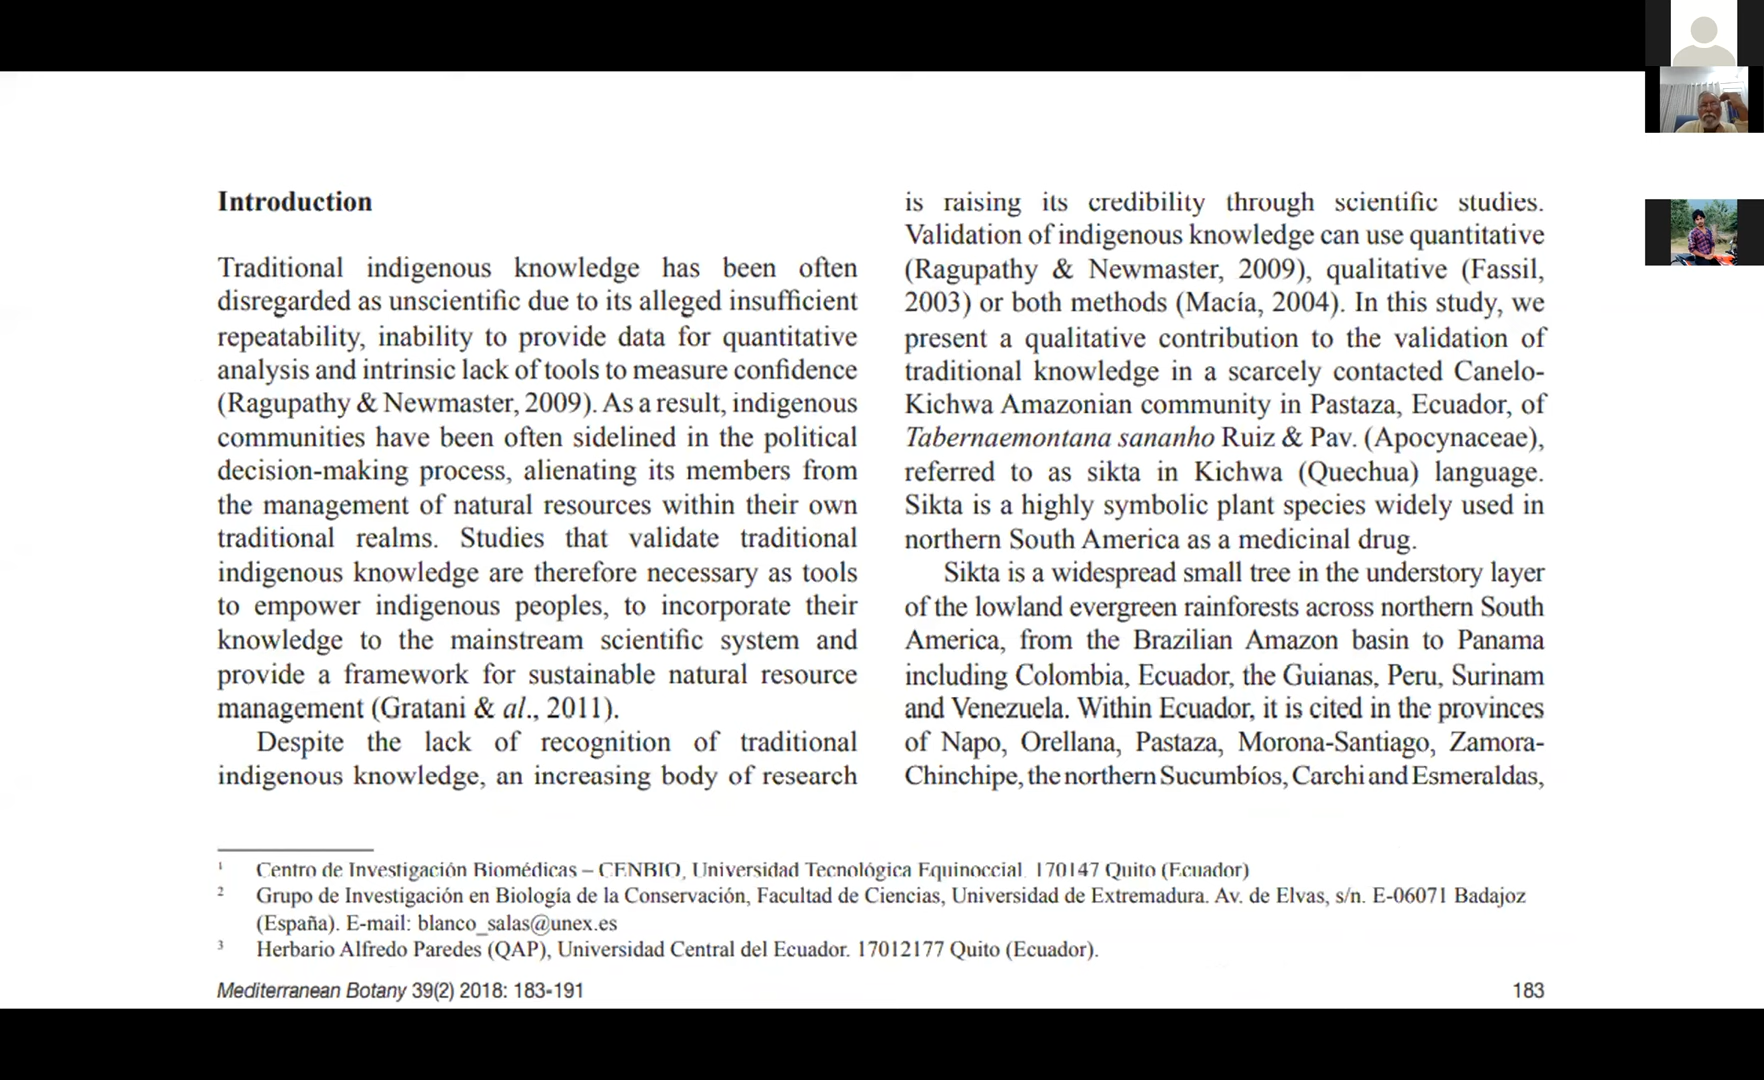 Introduction
Traditional indigenous knowledge has been often
disregarded as unscientific due to its alleged insufficient
repeatability, inability to provide data for quantitative
analysis and intrinsic lack of tools to measure confidence
(Ragupathy & Newmaster, 2009). As a result, indigenous
communities have been often sidelined in the political
decision-making process, alienating its members from
the management of natural resources within their own
traditional realms. Studies that validate traditional
indigenous knowledge are therefore necessary as tools
to empower indigenous peoples, to incorporate their
knowledge to the mainstream scientific system and
provide a framework for sustainable natural resource
management (Gratani & al., 2011).
Despite the lack of recognition of traditional
indigenous knowledge, an increasing body of research
is raising its credibility through scientific studies.
Validation of indigenous knowledge can use quantitative
(Ragupathy & Newmaster, 2009), qualitative (Fassil,
2003) or both methods (Macía, 2004). In this study, we
present a qualitative contribution to the validation of
traditional knowledge in a scarcely contacted Canelo-
Kichwa Amazonian community in Pastaza, Ecuador, of
Tabernaemontana sananho Ruiz & Pav. (Apocynaceae),
referred to as sikta in Kichwa (Quechua) language.
Sikta is a highly symbolic plant species widely used in
northern South America as a medicinal drug.
Sikta is a widespread small tree in the understory layer
of the lowland evergreen rainforests across northern South
America, from the Brazilian Amazon basin to Panama
including Colombia, Ecuador, the Guianas, Peru, Surinam
and Venezuela. Within Ecuador, it is cited in the provinces
of Napo, Orellana, Pastaza, Morona-Santiago, Zamora-
Chinchipe, the northern Sucumbíos, Carchi and Esmeraldas,
1 Centro de Investigación Biomédicas – CENBIO, Universidad Tecnológica Equinoccial. 170147 Quito (Ecuador)
2 Grupo de Investigación en Biología de la Conservación, Facultad de Ciencias, Universidad de Extremadura. Av. de Elvas, s/n. E-06071 Badajoz
(España). E-mail: blanco_salas@unex.es
3 Herbario Alfredo Paredes (QAP), Universidad Central del Ecuador. 17012177 Quito (Ecuador).
Mediterranean Botany 39(2) 2018: 183-191
183